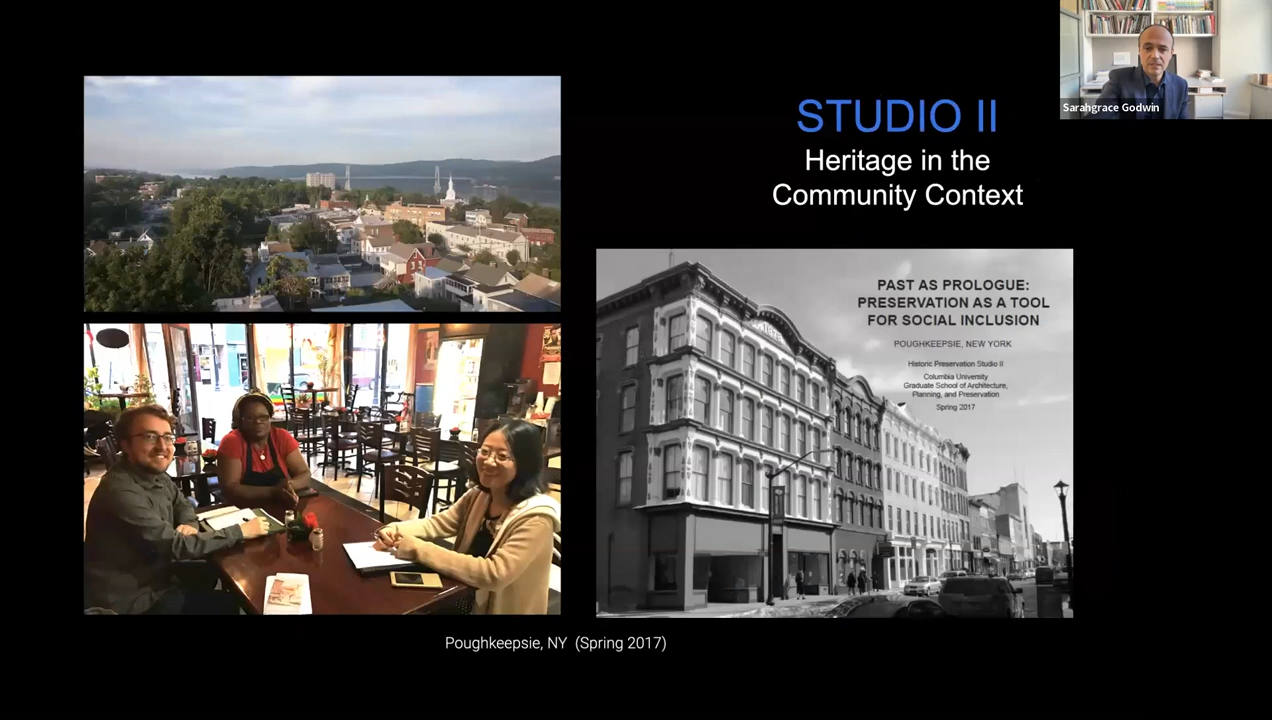 Sarahgrace Godwin
STUDIO II
Heritage in the
Community Context
PAST AS PROLOGUE:
PRESERVATION AS A TOOL
FOR SOCIAL INCLUSION
POUGHKEEPSIE, NEW YORK
Historic Preservation Studio II
Columbia University
Graduate School of Architecture,
Planning, and Preservation
Spring 2017
Poughkeepsie, NY (Spring 2017)